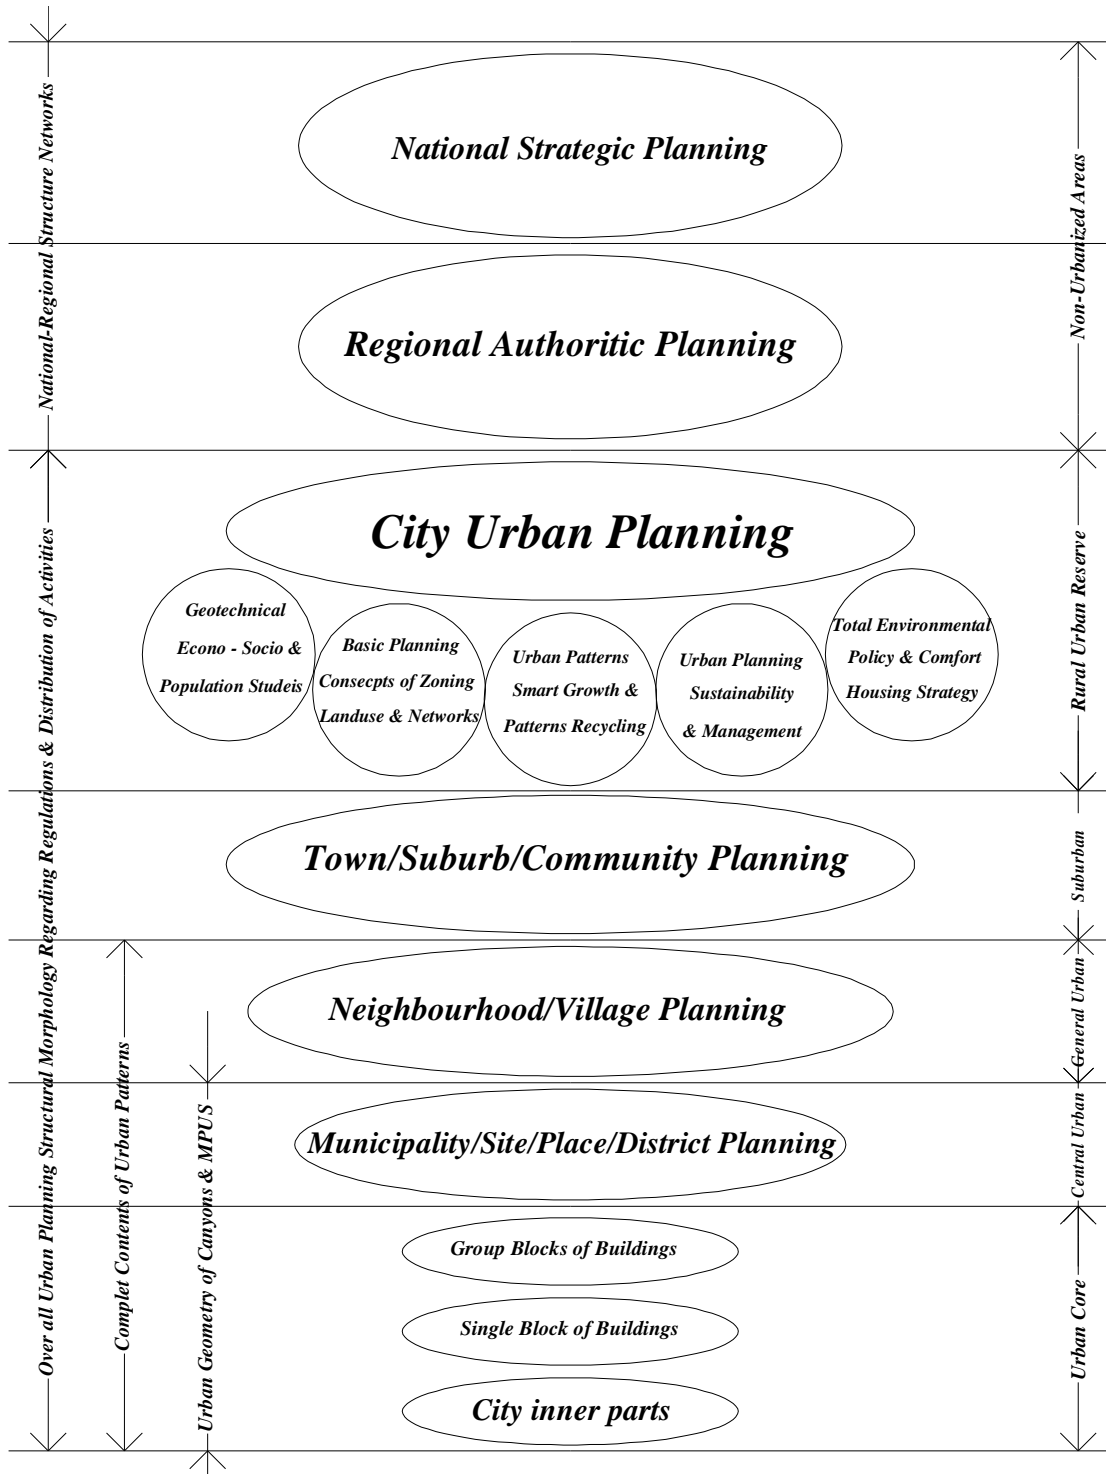 National Strategic Planning
Regional Authoritic Planning
City Urban Planning
Geotechnical
Econo - Socio &
Population Studeis
Basic Planning
Consecpts of Zoning
Landuse & Networks
Urban Patterns
Smart Growth &
Patterns Recycling
Urban Planning
Sustainability
& Management
Total Environmental
Policy & Comfort
Housing Strategy
Town/Suburb/Community Planning
Neighbourhood/Village Planning
Municipality/Site/Place/District Planning
Group Blocks of Buildings
Single Block of Buildings
City inner parts
National-Regional Structure Networks
Over all Urban Planning Structural Morphology Regarding Regulations & Distribution of Activities
Complet Contents of Urban Patterns
Urban Geometry of Canyons & MPUS
Non-Urbanized Areas
Rural Urban Reserve
Suburban
General Urban
Central Urban
Urban Core